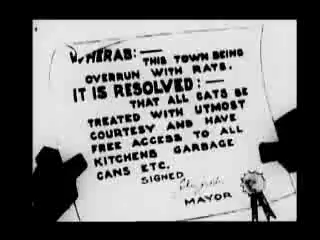 WHERAS:—
THIS TOWN BEING
OVERRUN WITH RATS.
IT IS RESOLVED:—
THAT ALL CATS BE
TREATED WITH UTMOST
COURTESY AND HAVE
FREE ACCESS TO ALL
KITCHENS GARBAGE
CANS ETC.
SIGNED
MAYOR